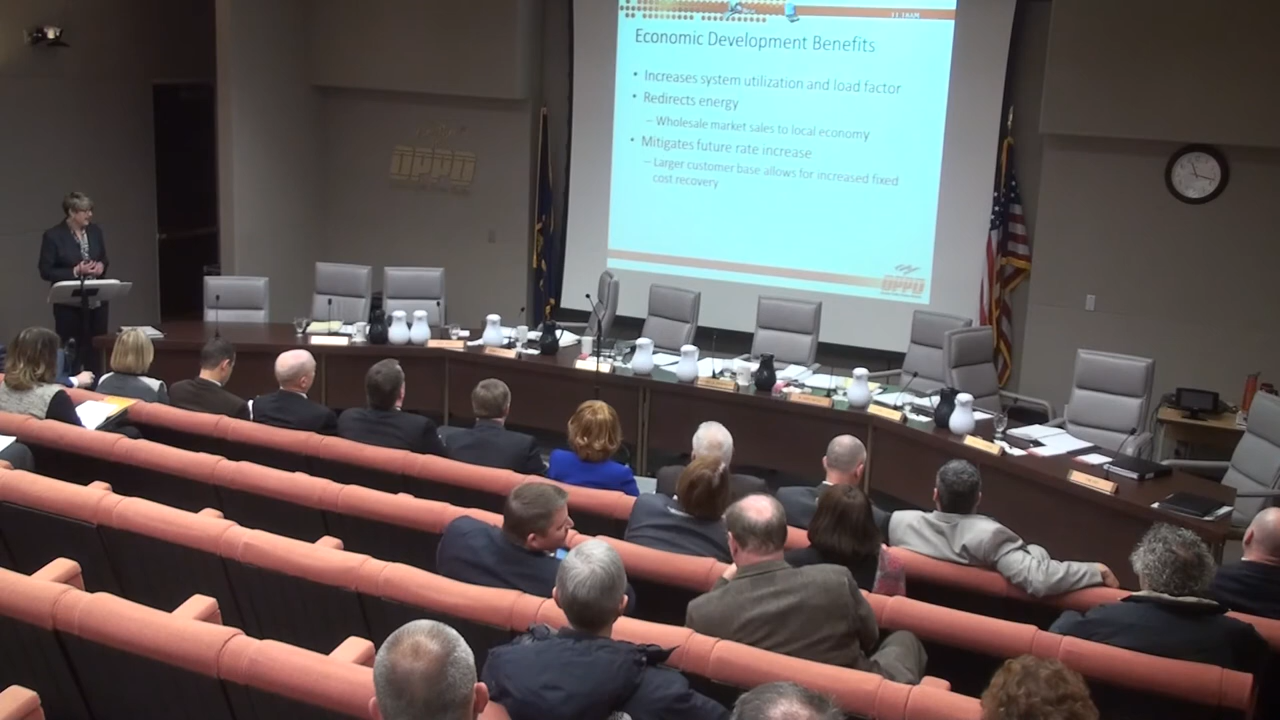 Economic Development Benefits
• Increases system utilization and load factor
• Redirects energy
– Wholesale market sales to local economy
• Mitigates future rate increase
– Larger customer base allows for increased fixed
cost recovery
OPPD
OPPD